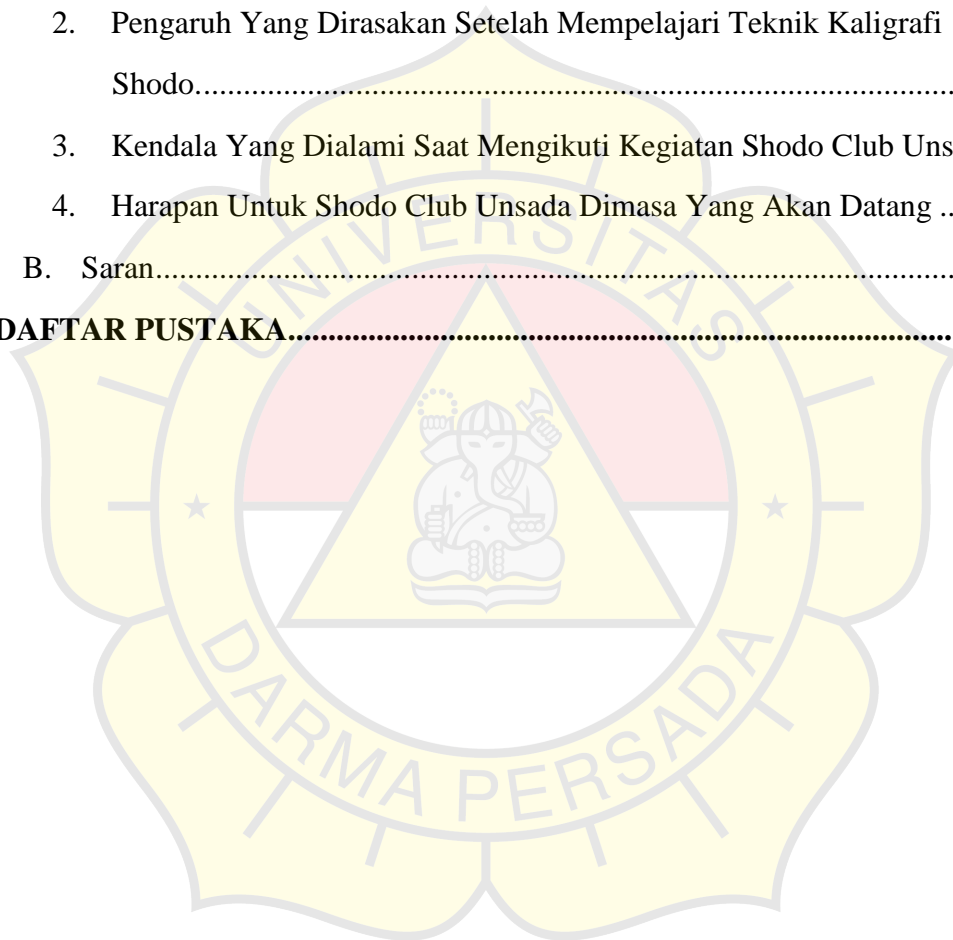 2. Pengaruh Yang Dirasakan Setelah Mempelajari Teknik Kaligrafi
Shodo.................................................................................
3. Kendala Yang Dialami Saat Mengikuti Kegiatan Shodo Club Uns
4. Harapan Untuk Shodo Club Unsada Dimasa Yang Akan Datang ..
B. Saran.....................................................................................
DAFTAR PUSTAKA..................................................................................
UNIVERSITAS
DARMA PERSADA